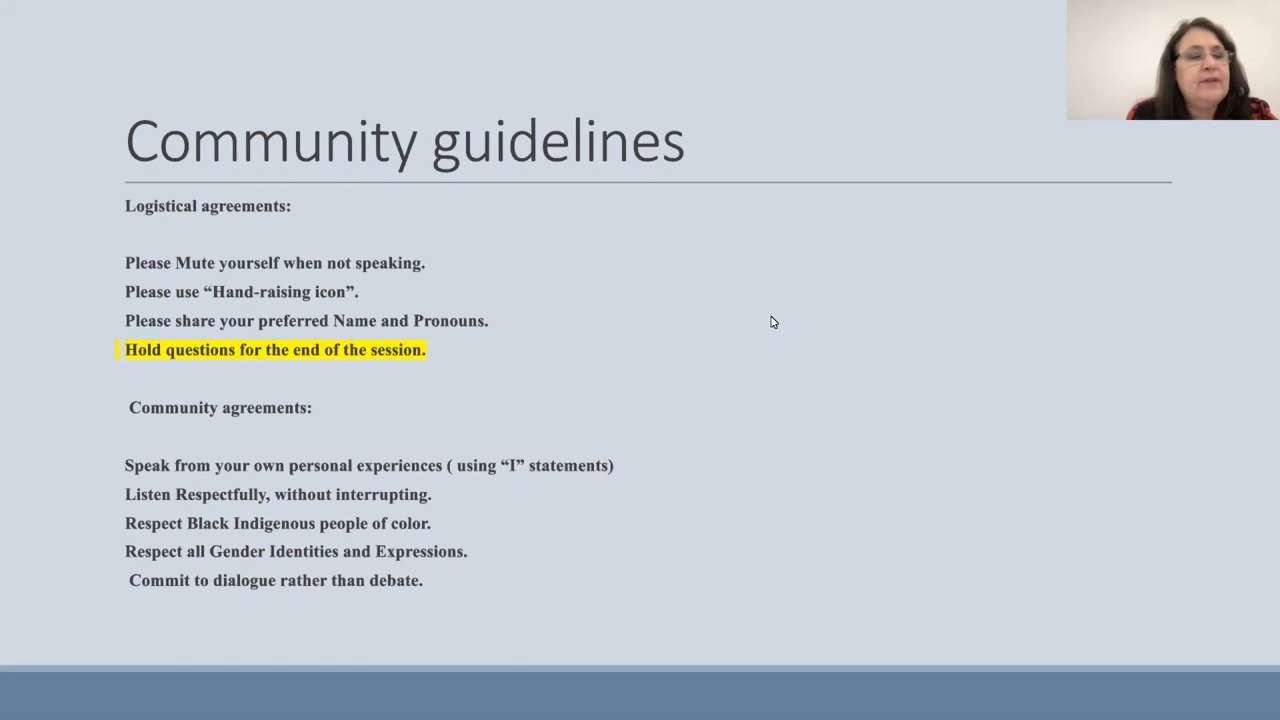 Community guidelines
Logistical agreements:
Please Mute yourself when not speaking.
Please use “Hand-raising icon”.
Please share your preferred Name and Pronouns.
Hold questions for the end of the session.
Community agreements:
Speak from your own personal experiences ( using “I” statements)
Listen Respectfully, without interrupting.
Respect Black Indigenous people of color.
Respect all Gender Identities and Expressions.
Commit to dialogue rather than debate.